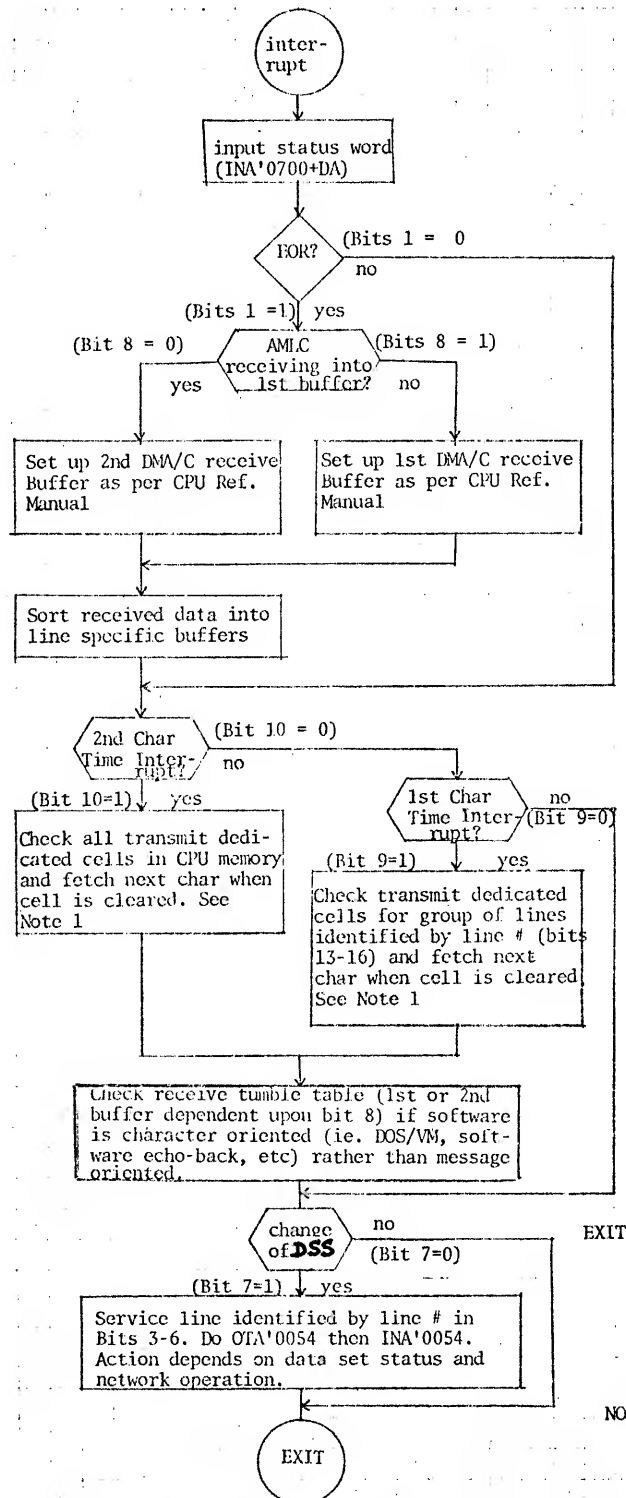 inter-
rupt
input status word
(INA'0700+DA)
EOR?
(Bits 1 = 0
no
(Bits 1 =1)
yes
(Bit 8 = 0)
AMLC
receiving into
1st buffer?
(Bits 8 = 1)
yes
no
Set up 2nd DMA/C receive
Buffer as per CPU Ref.
Manual
Set up 1st DMA/C receive
Buffer as per CPU Ref.
Manual
Sort received data into
line specific buffers
2nd Char
Time Inter-
rupt?
(Bit 10 = 0)
no
(Bit 10=1)
yes
1st Char
Time Inter-
rupt?
no
(Bit 9=0)
(Bit 9=1)
yes
Check all transmit dedi-
cated cells in CPU memory
and fetch next char when
cell is cleared. See
Note 1
Check transmit dedicated
cells for group of lines
identified by line # (bits
13-16) and fetch next
char when cell is cleared
See Note 1
Check receive tumble table (1st or 2nd
buffer dependent upon bit 8) if software
is character oriented (ie. DOS/VM, soft-
ware echo-back, etc) rather than message
oriented.
change
of DSS
no
(Bit 7=0)
EXIT
(Bit 7=1)
yes
Service line identified by line # in
Bits 3-6. Do OTA'0054 then INA'0054.
Action depends on data set status and
network operation.
NO
EXIT